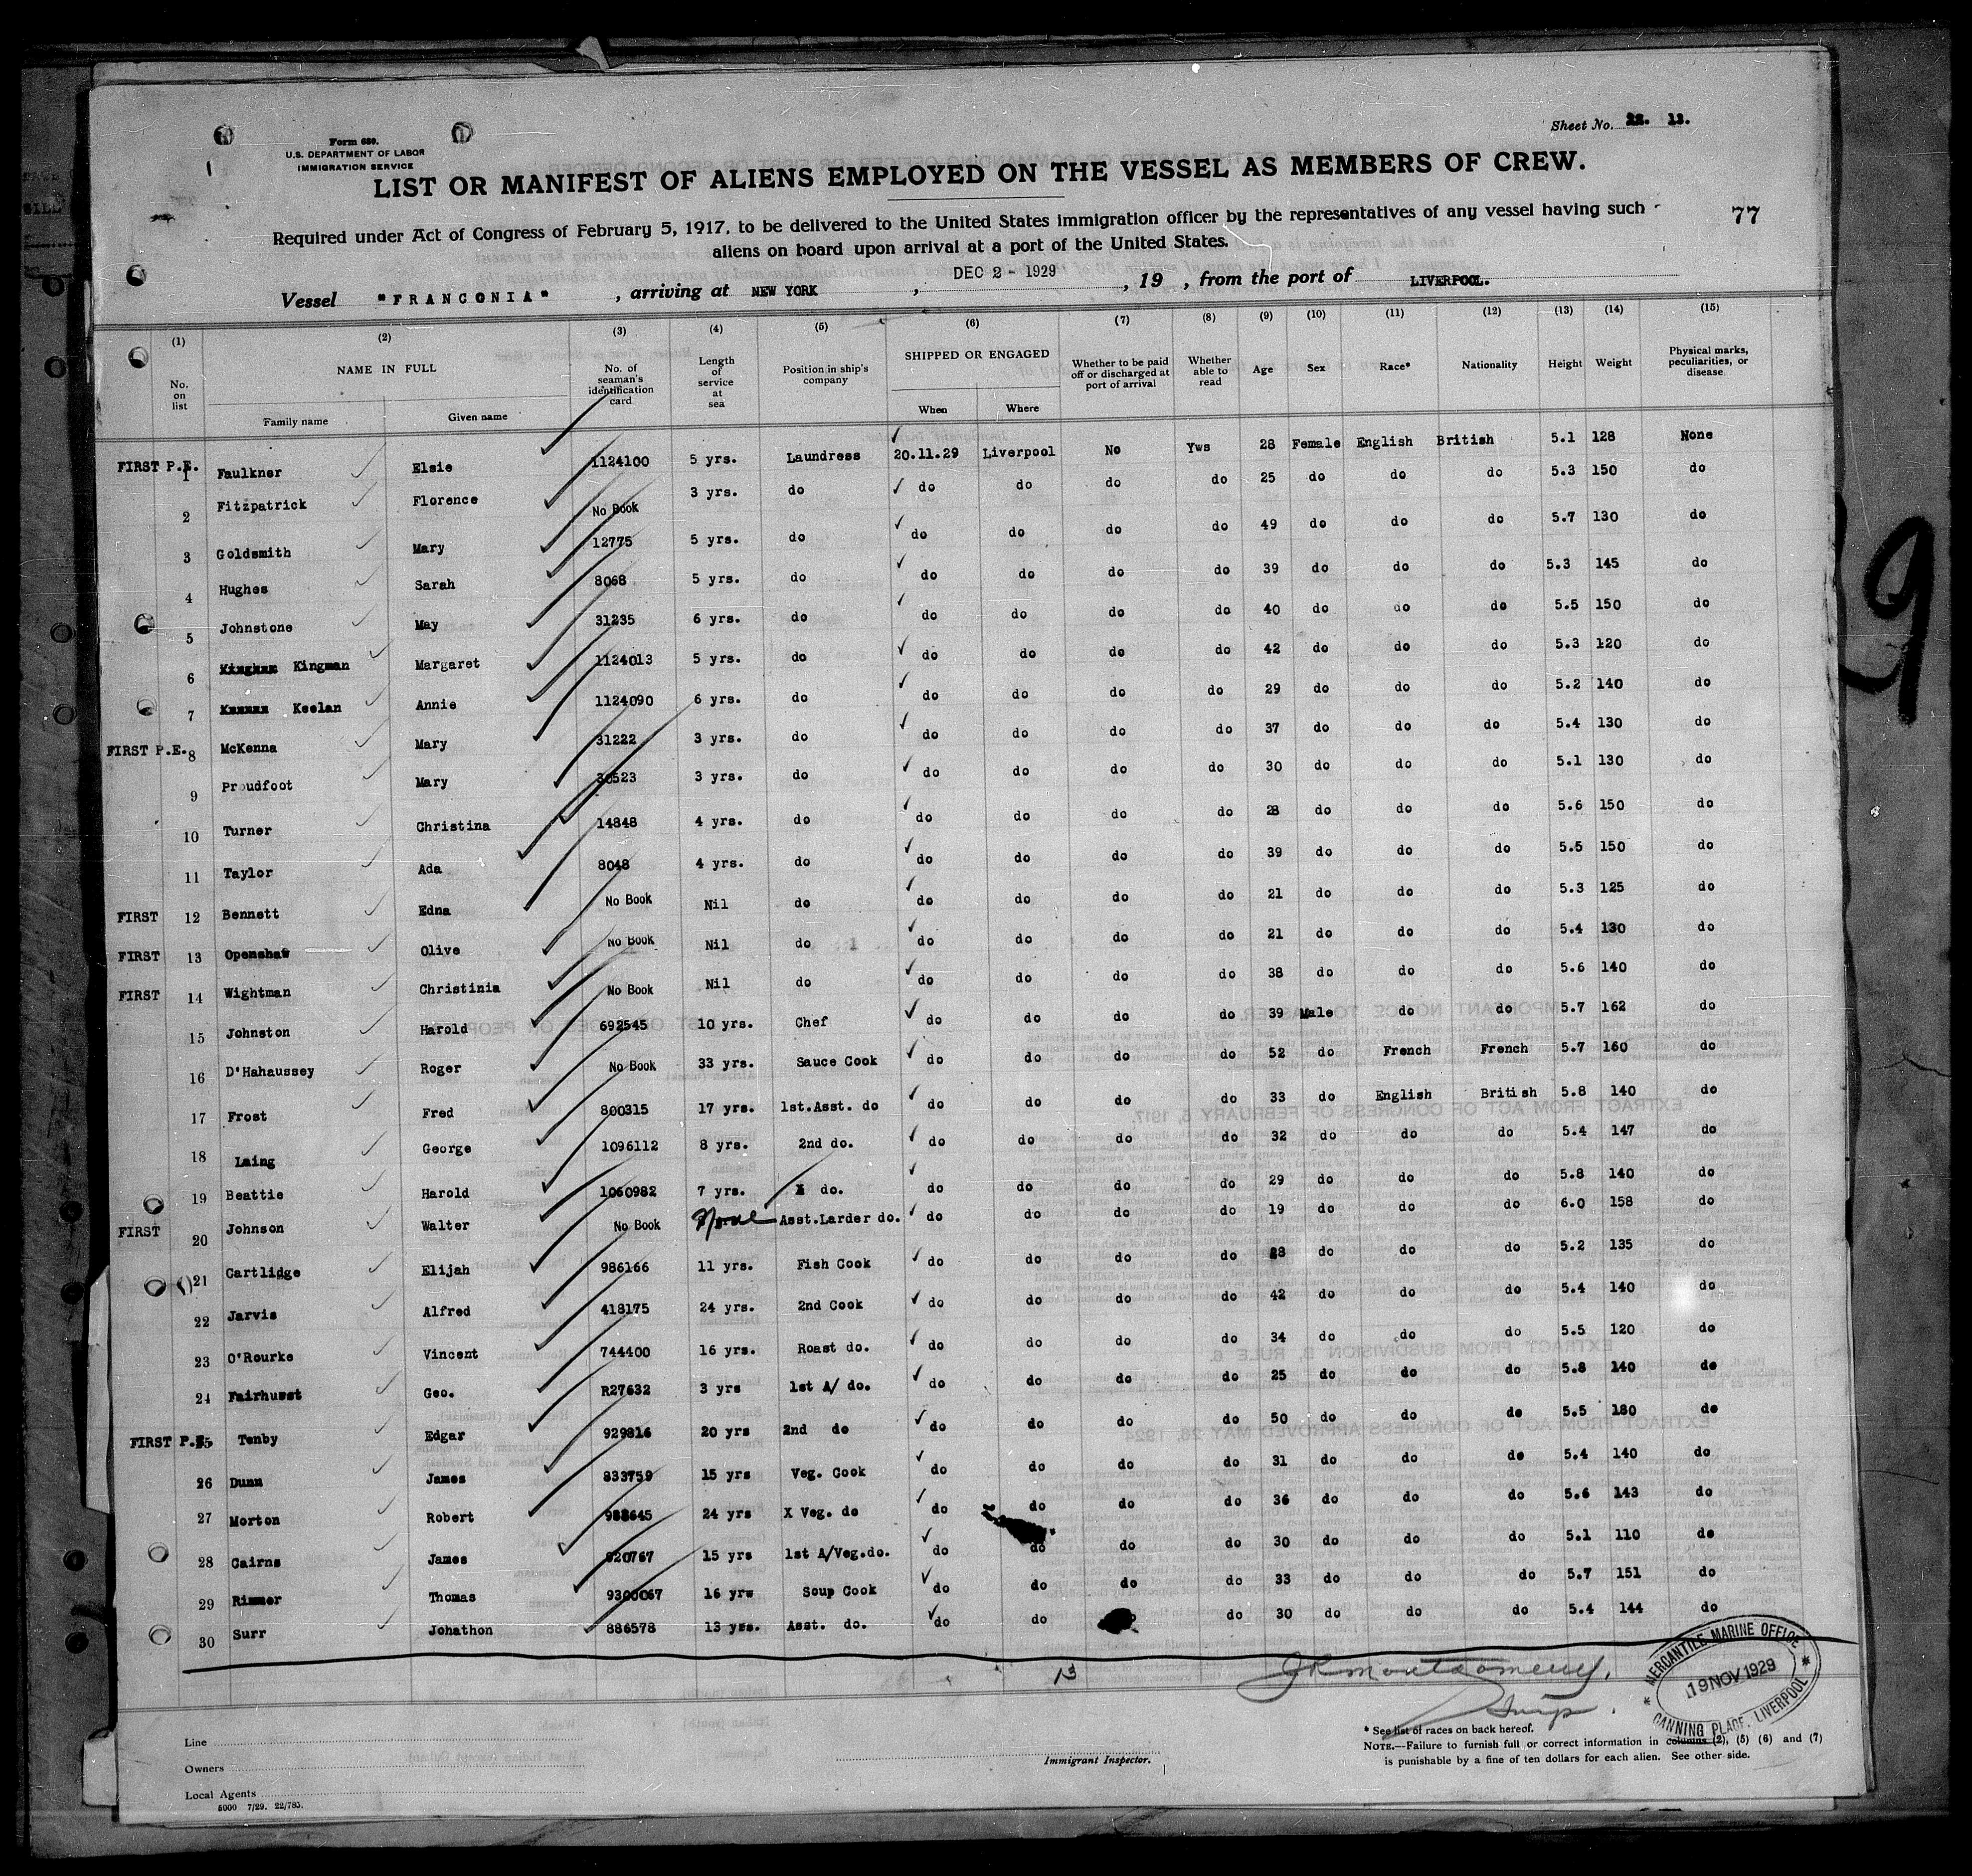 Form 680.
U.S. DEPARTMENT OF LABOR
IMMIGRATION SERVICE
Sheet No. 13.
LIST OR MANIFEST OF ALIENS EMPLOYED ON THE VESSEL AS MEMBERS OF CREW.
77
Required under Act of Congress of February 5, 1917, to be delivered to the United States immigration officer by the representatives of any vessel having such
aliens on board upon arrival at a port of the United States.
Vessel "FRANCONIA", arriving at NEW YORK, DEC 2 - 1929, 19 , from the port of LIVERPOOL.
(1) (2) (3) (4) (5) (6) (7) (8) (9) (10) (11) (12) (13) (14) (15)
No. on list NAME IN FULL Family name Given name No. of seaman's identification card Length of service at sea Position in ship's company SHIPPED OR ENGAGED When Where Whether to be paid off or discharged at port of arrival Whether able to read Age Sex Race* Nationality Height Weight Physical marks, peculiarities, or disease
FIRST P.E. 1 Faulkner Elsie 1124100 5 yrs. Laundress 20.11.29 Liverpool No Yws 28 Female English British 5.1 128 None
2 Fitzpatrick Florence No Book 3 yrs. do do do do do 25 do do do 5.3 150 do
3 Goldsmith Mary 12775 5 yrs. do do do do do 49 do do do 5.7 130 do
4 Hughes Sarah 8068 5 yrs. do do do do do 39 do do do 5.3 145 do
5 Johnstone May 31235 6 yrs. do do do do do 40 do do do 5.5 150 do
6 Kingman Margaret 1124013 5 yrs. do do do do do 42 do do do 5.3 120 do
7 Keelan Annie 1124090 6 yrs. do do do do do 29 do do do 5.2 140 do
FIRST P.E. 8 McKenna Mary 31222 3 yrs. do do do do do 37 do do do 5.4 130 do
9 Proudfoot Mary 30523 3 yrs. do do do do do 30 do do do 5.1 130 do
10 Turner Christina 14848 4 yrs. do do do do do 28 do do do 5.6 150 do
11 Taylor Ada 8048 4 yrs. do do do do do 39 do do do 5.5 150 do
FIRST 12 Bennett Edna No Book Nil do do do do do 21 do do do 5.3 125 do
FIRST 13 Openshaw Olive No Book Nil do do do do do 21 do do do 5.4 130 do
FIRST 14 Wightman Christinia No Book Nil do do do do do 38 do do do 5.6 140 do
15 Johnston Harold 692545 10 yrs. Chef do do do do 39 Male do do 5.7 162 do
16 D'Hahaussey Roger No Book 33 yrs. Sauce Cook do do do do 52 do French French 5.7 160 do
17 Frost Fred 800315 17 yrs. 1st.Asst. do do do do do 33 do English British 5.8 140 do
18 Laing George 1096112 8 yrs. 2nd do. do do do do 32 do do do 5.4 147 do
19 Beattie Harold 1060982 7 yrs. do. do do do do 29 do do do 5.8 140 do
FIRST 20 Johnson Walter No Book None Asst.Larder do. do do do do 19 do do do 6.0 158 do
21 Cartlidge Elijah 986166 11 yrs. Fish Cook do do do do 28 do do do 5.2 135 do
22 Jarvis Alfred 418175 24 yrs. 2nd Cook do do do do 42 do do do 5.4 140 do
23 O'Rourke Vincent 744400 16 yrs. Roast do. do do do do 34 do do do 5.5 120 do
24 Fairhurst Geo. R27632 3 yrs 1st A/ do. do do do do 25 do do do 5.8 140 do
FIRST P.E. 25 Tenby Edgar 929816 20 yrs 2nd do do do do do 50 do do do 5.5 180 do
26 Dunn James 833759 15 yrs Veg. Cook do do do do 31 do do do 5.4 140 do
27 Morton Robert 988645 24 yrs X Veg. do do do do do 36 do do do 5.6 143 do
28 Cairns James 820767 15 yrs 1st A/Veg.do. do do do do 30 do do do 5.1 110 do
29 Rimmer Thomas 9300067 16 yrs Soup Cook do do do do 33 do do do 5.7 151 do
30 Surr Johathon 886578 13 yrs. Asst. do. do do do 30 do do do 5.4 144 do
13
J R Montgomery.
MERCANTILE MARINE OFFICE
19 NOV 1929
CANNING PLACE, LIVERPOOL
Line
Owners
Local Agents
5000 7/29. 22/785.
Immigrant Inspector.
* See list of races on back hereof.
NOTE.—Failure to furnish full or correct information in columns (2), (5) (6) and (7)
is punishable by a fine of ten dollars for each alien. See other side.
9